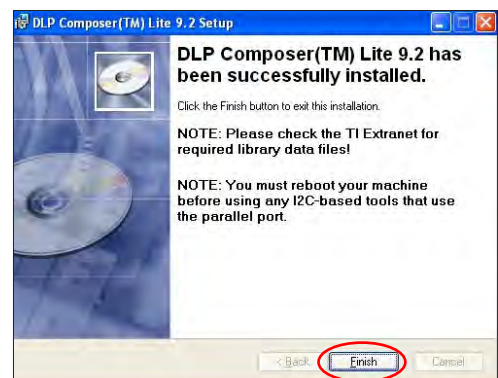 DLP Composer(TM) Lite 9.2 Setup
DLP Composer(TM) Lite 9.2 has
been successfully installed.
Click the Finish button to exit this installation.
NOTE: Please check the TI Extranet for
required library data files!
NOTE: You must reboot your machine
before using any I2C-based tools that use
the parallel port.
< Back Finish Cancel